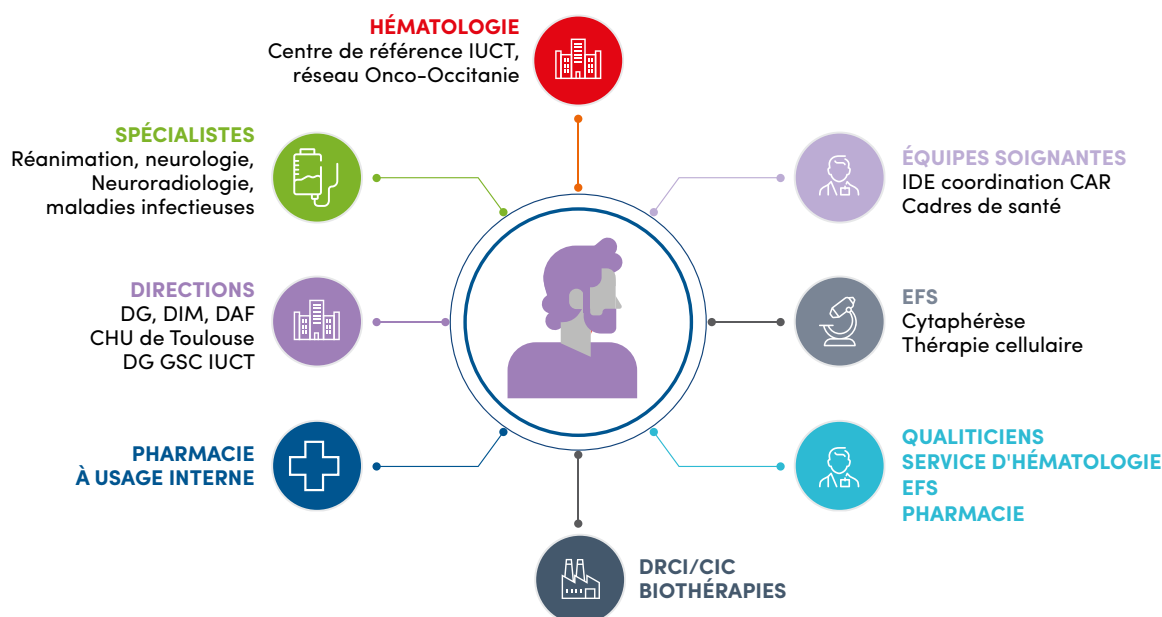 HÉMATOLOGIE
Centre de référence IUCT,
réseau Onco-Occitanie
SPÉCIALISTES
Réanimation, neurologie,
Neuroradiologie,
maladies infectieuses
ÉQUIPES SOIGNANTES
IDE coordination CAR
Cadres de santé
DIRECTIONS
DG, DIM, DAF
CHU de Toulouse
DG GSC IUCT
EFS
Cytaphérèse
Thérapie cellulaire
PHARMACIE
À USAGE INTERNE
QUALITICIENS
SERVICE D'HÉMATOLOGIE
EFS
PHARMACIE
DRCI/CIC
BIOTHÉRAPIES